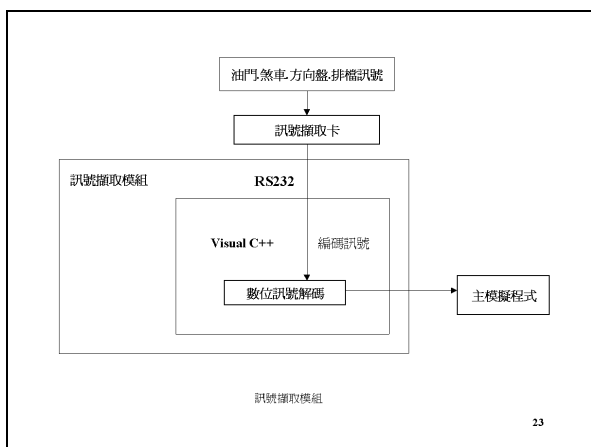 油門.煞車.方向盤.排檔訊號
訊號擷取卡
訊號擷取模組
RS232
Visual C++
編碼訊號
數位訊號解碼
主模擬程式
訊號擷取模組
23